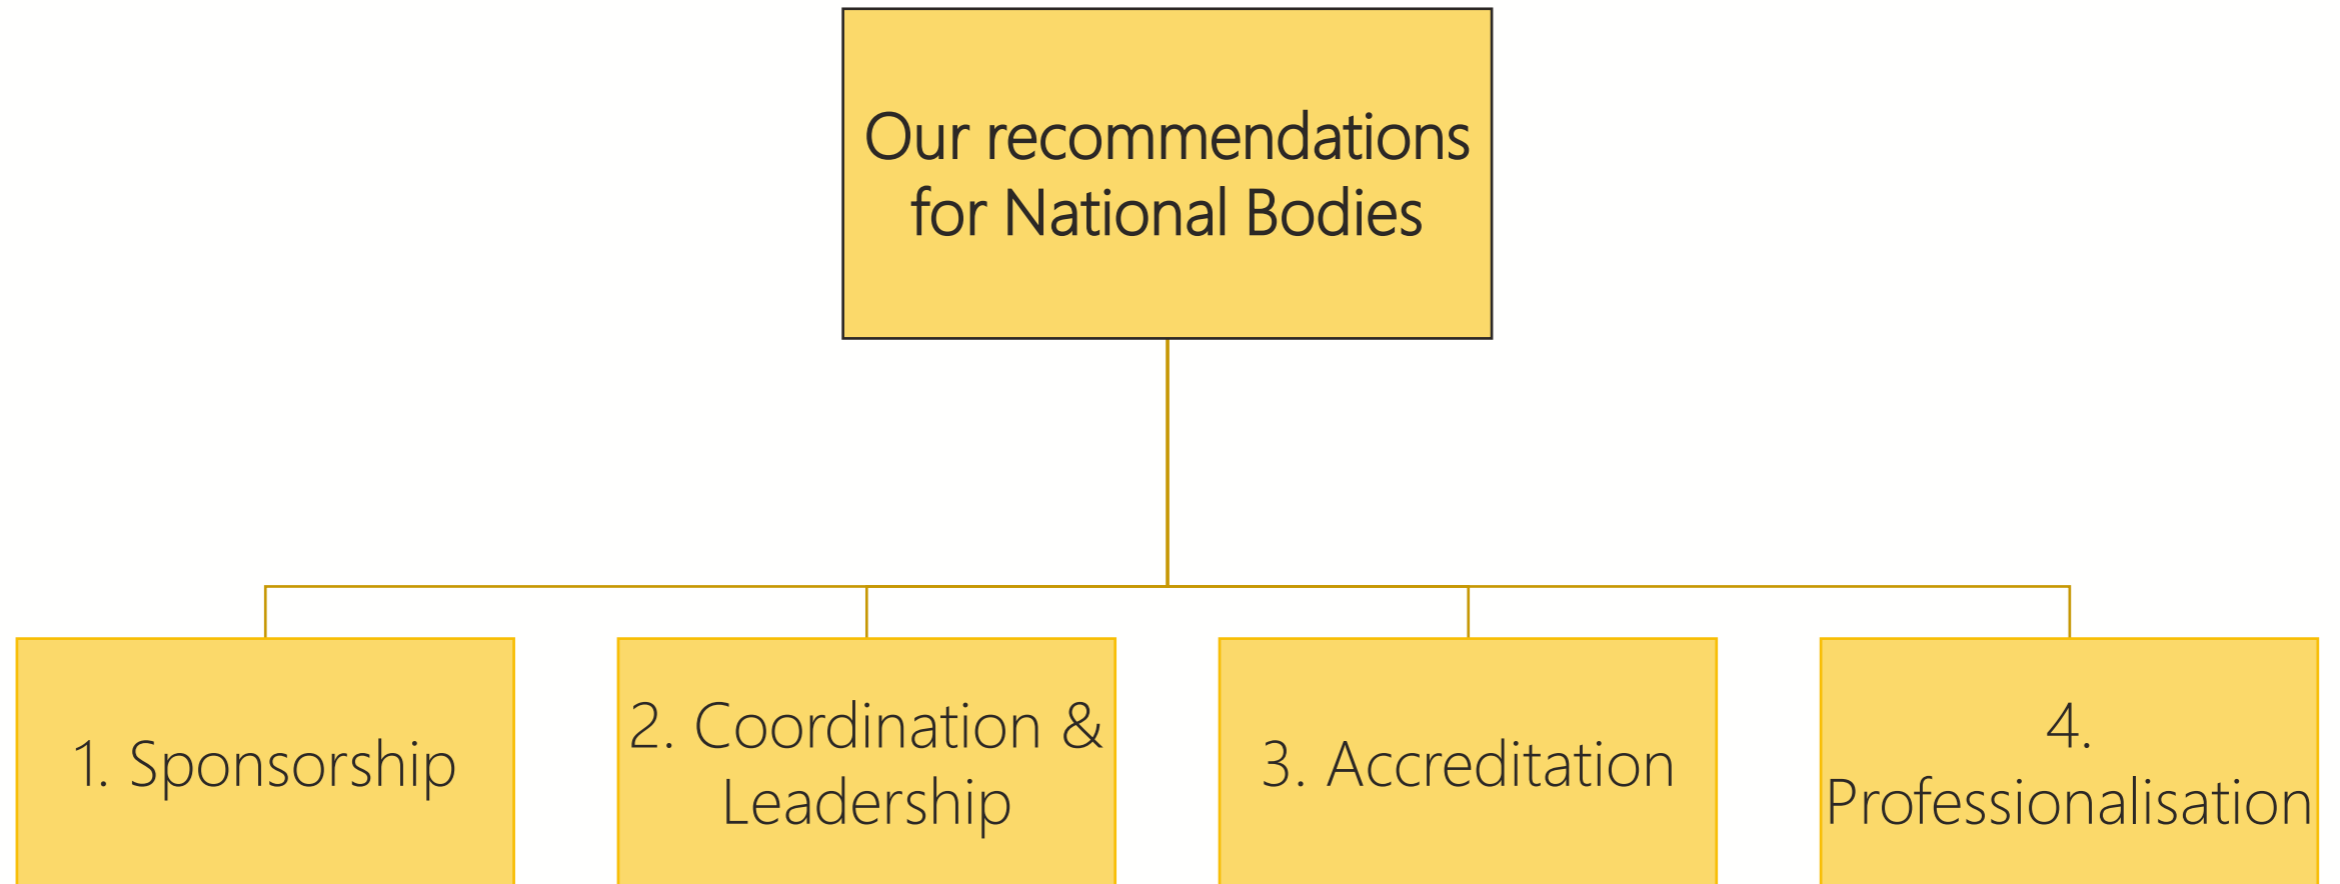 Our recommendations
for National Bodies
1. Sponsorship
2. Coordination &
Leadership
3. Accreditation
4.
Professionalisation